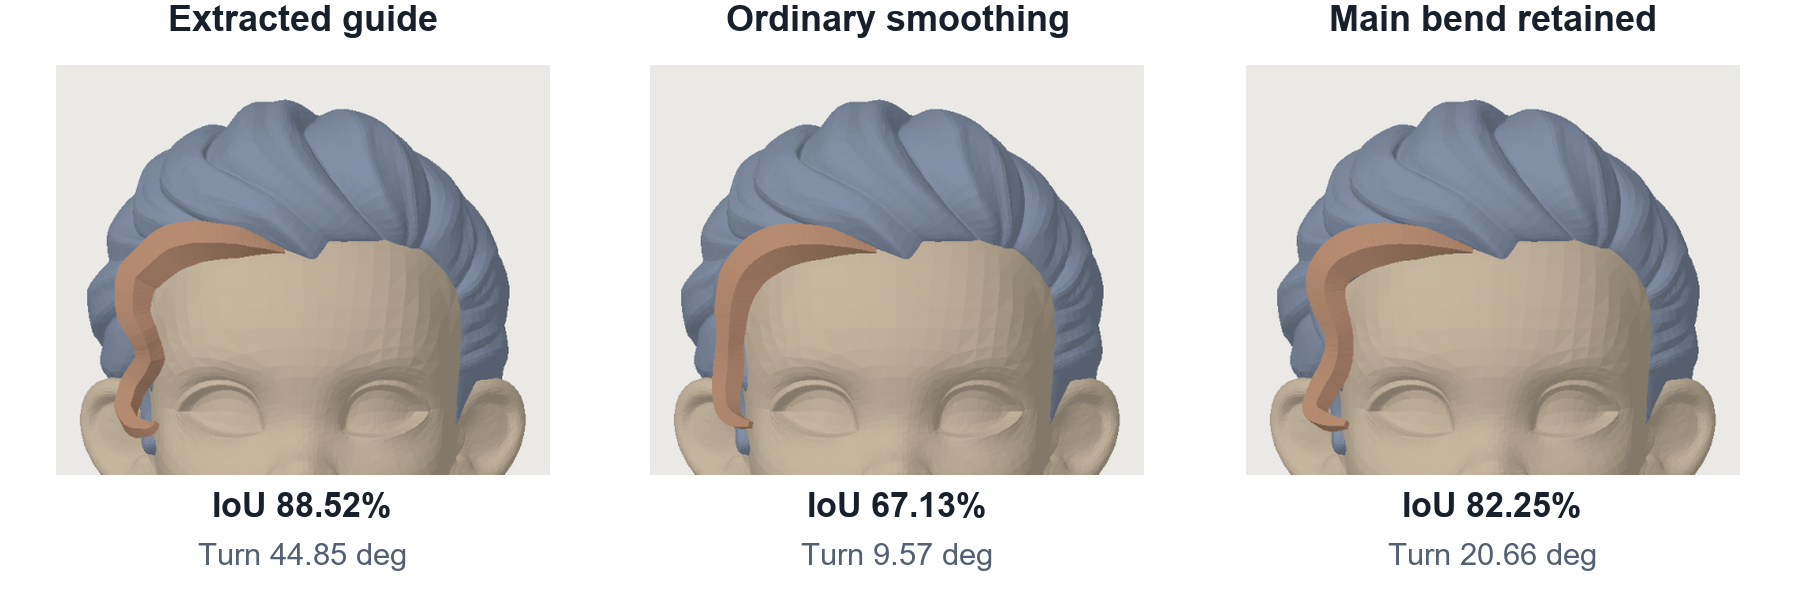 Extracted guide
Ordinary smoothing
Main bend retained
IoU 88.52%
IoU 67.13%
IoU 82.25%
Turn 44.85 deg
Turn 9.57 deg
Turn 20.66 deg